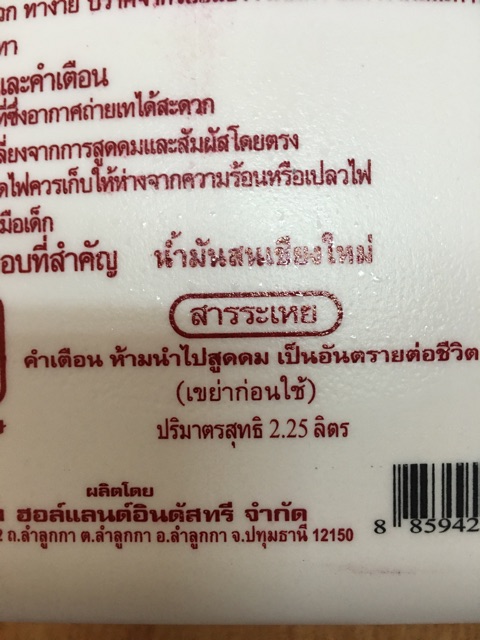 ทาง่าย
ทา
และคำเตือน
ที่ซึ่งอากาศถ่ายเทได้สะดวก
จากการสูดดมและสัมผัสโดยตรง
ไฟควรเก็บให้ห่างจากความร้อนหรือเปลวไฟ
มือเด็ก
ที่สำคัญ น้ำมันสนเชียงใหม่
สารระเหย
คำเตือน ห้ามนำไปสูดดม เป็นอันตรายต่อชีวิต
(เขย่าก่อนใช้)
ปริมาตรสุทธิ 2.25 ลิตร
ผลิตโดย
ฮอล์แลนด์อินดัสทรี จำกัด
ถ.ลำลูกกา ต.ลำลูกกา อ.ลำลูกกา จ.ปทุมธานี 12150
8 85942